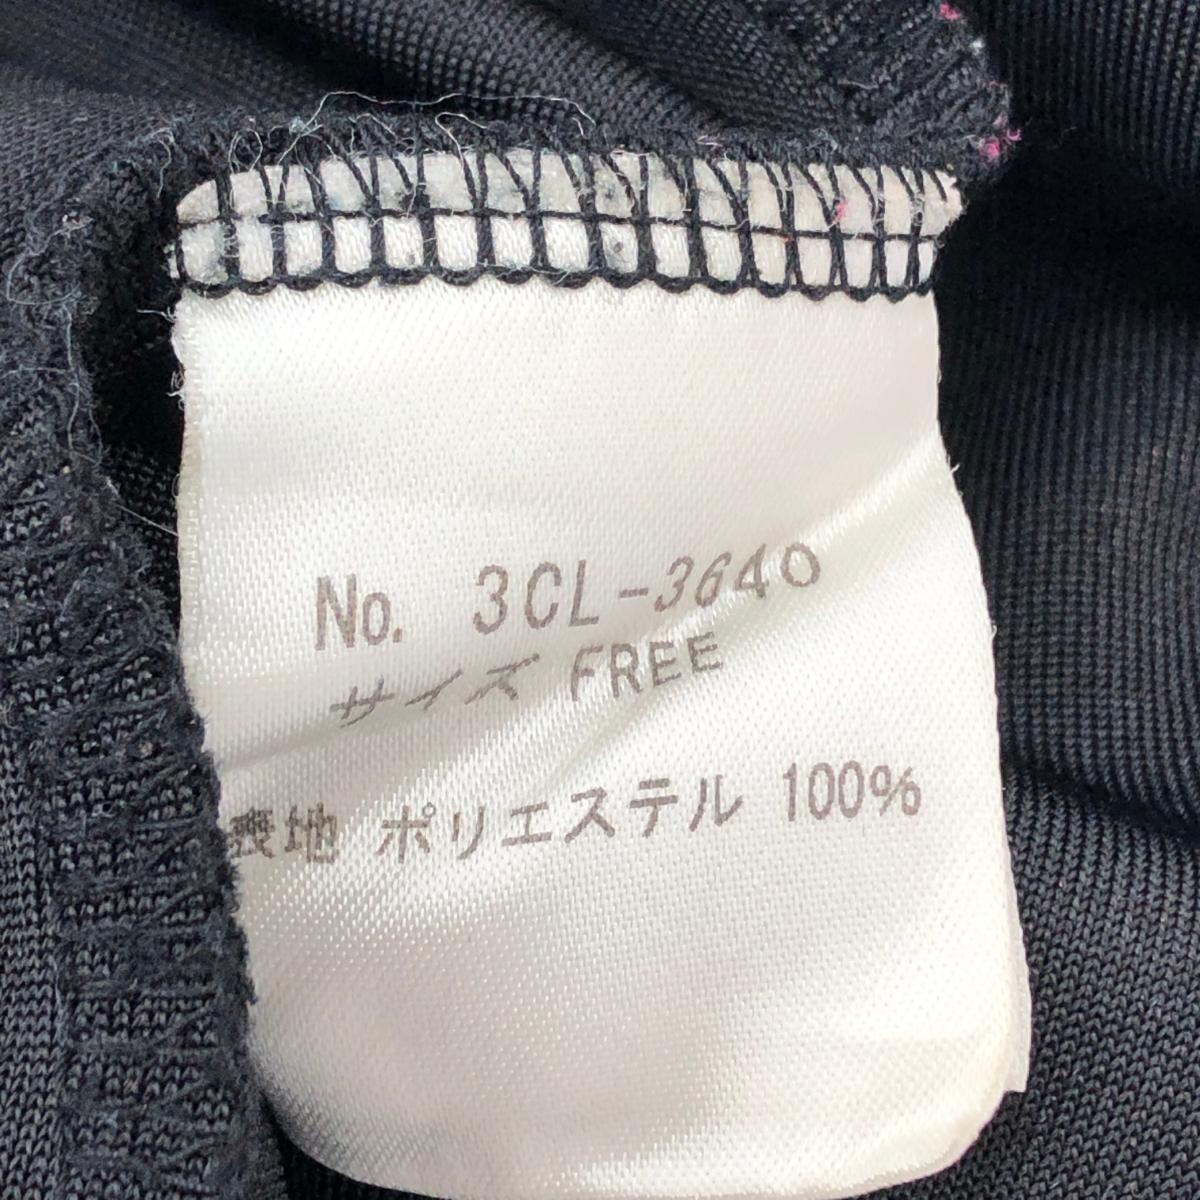 No. 3CL-3640
サイズ FREE
表地 ポリエステル 100%